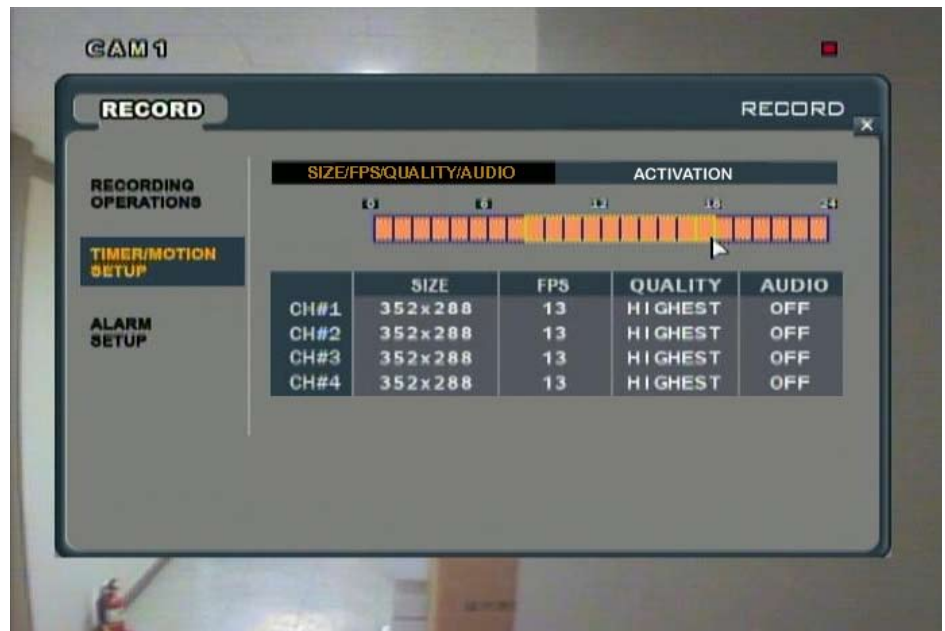 CAM 1
RECORD
RECORD
X
RECORDING
OPERATIONS
TIMER/MOTION
SETUP
ALARM
SETUP
SIZE/FPS/QUALITY/AUDIO ACTIVATION
0 6 12 18 24
SIZE FPS QUALITY AUDIO
CH#1 352x288 13 HIGHEST OFF
CH#2 352x288 13 HIGHEST OFF
CH#3 352x288 13 HIGHEST OFF
CH#4 352x288 13 HIGHEST OFF